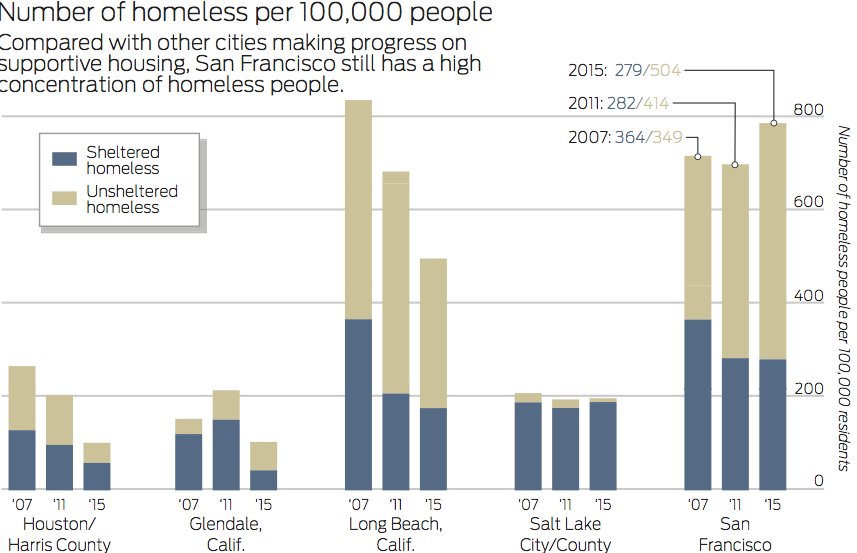 Number of homeless per 100,000 people
Compared with other cities making progress on
supportive housing, San Francisco still has a high
concentration of homeless people.
Sheltered
homeless
Unsheltered
homeless
2015: 279/504
2011: 282/414
2007: 364/349
800
600
400
200
0
Number of homeless people per 100,000 residents
‘07 ‘11 ‘15
Houston/
Harris County
‘07 ‘11 ‘15
Glendale,
Calif.
‘07 ‘11 ‘15
Long Beach,
Calif.
‘07 ‘11 ‘15
Salt Lake
City/County
‘07 ‘11 ‘15
San
Francisco